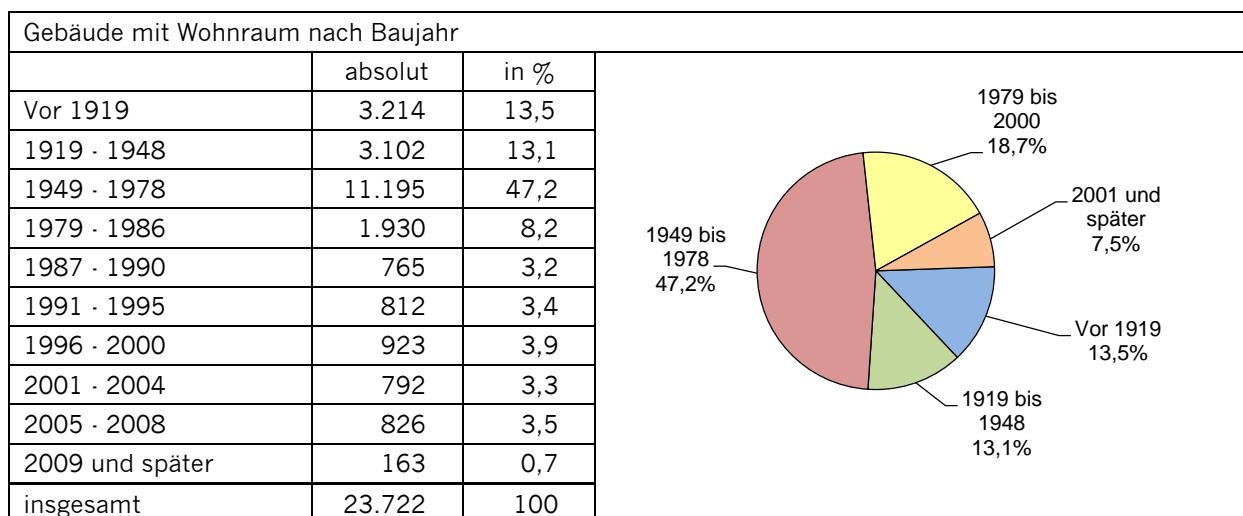 Gebäude mit Wohnraum nach Baujahr
absolut in %
Vor 1919 3.214 13,5
1919 - 1948 3.102 13,1
1949 - 1978 11.195 47,2
1979 - 1986 1.930 8,2
1987 - 1990 765 3,2
1991 - 1995 812 3,4
1996 - 2000 923 3,9
2001 - 2004 792 3,3
2005 - 2008 826 3,5
2009 und später 163 0,7
insgesamt 23.722 100
1979 bis
2000
18,7%
2001 und
später
7,5%
1949 bis
1978
47,2%
Vor 1919
13,5%
1919 bis
1948
13,1%